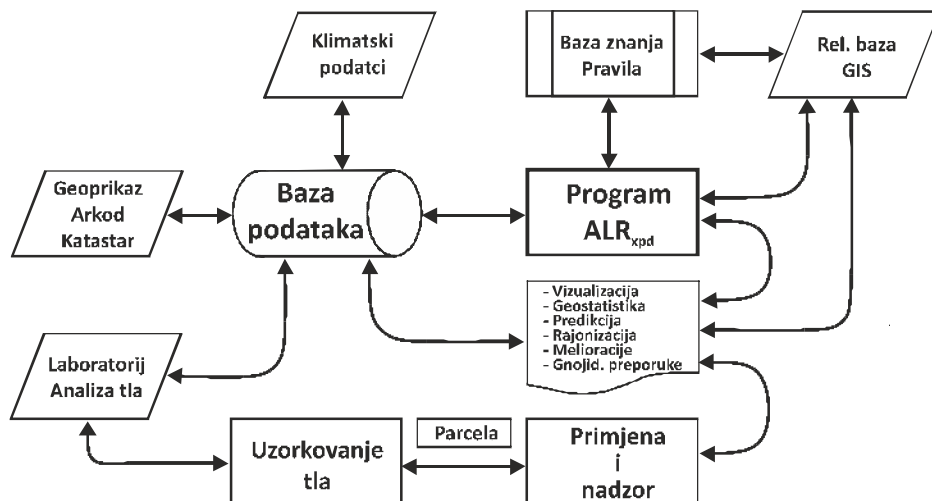 Klimatski
podatci
Baza znanja
Pravila
Rel. baza
GIS
Geoprikaz
Arkod
Katastar
Baza
podataka
Program
ALRxpd
- Vizualizacija
- Geostatistika
- Predikcija
- Rajonizacija
- Melioracije
- Gnojid. preporuke
Laboratorij
Analiza tla
Uzorkovanje
tla
Parcela
Primjena
i
nadzor